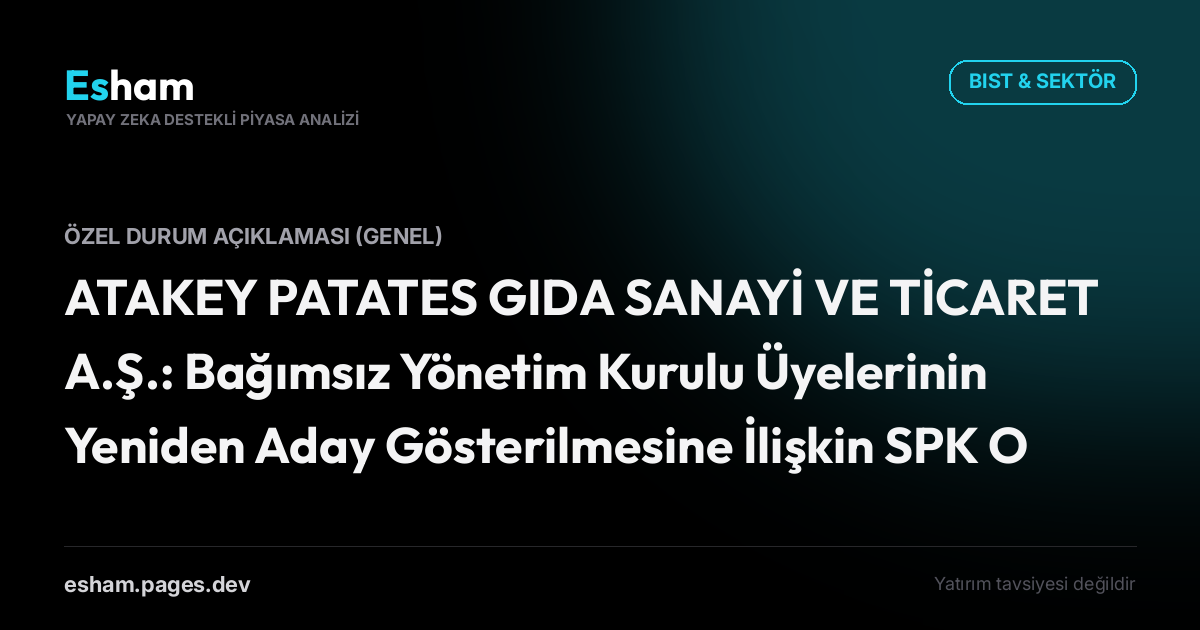 Esham
YAPAY ZEKA DESTEKLİ PİYASA ANALİZİ
BIST & SEKTÖR
ÖZEL DURUM AÇIKLAMASI (GENEL)
ATAKEY PATATES GIDA SANAYİ VE TİCARET
A.Ş.: Bağımsız Yönetim Kurulu Üyelerinin
Yeniden Aday Gösterilmesine İlişkin SPK O
esham.pages.dev
Yatırım tavsiyesi değildir